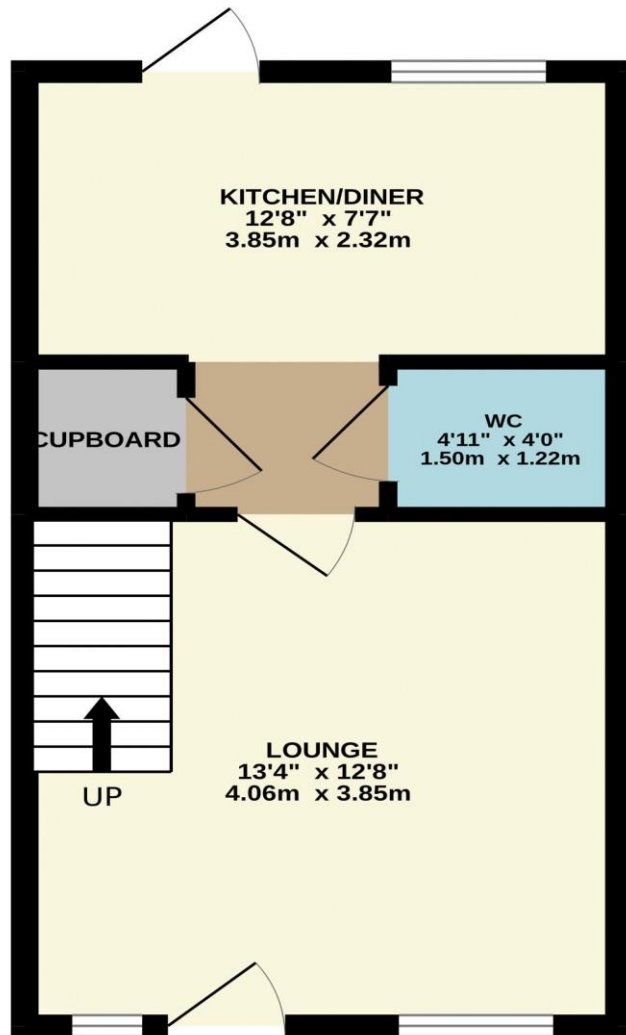 KITCHEN/DINER
12'8" x 7'7"
3.85m x 2.32m
CUPBOARD
WC
4'11" x 4'0"
1.50m x 1.22m
LOUNGE
13'4" x 12'8"
4.06m x 3.85m
UP